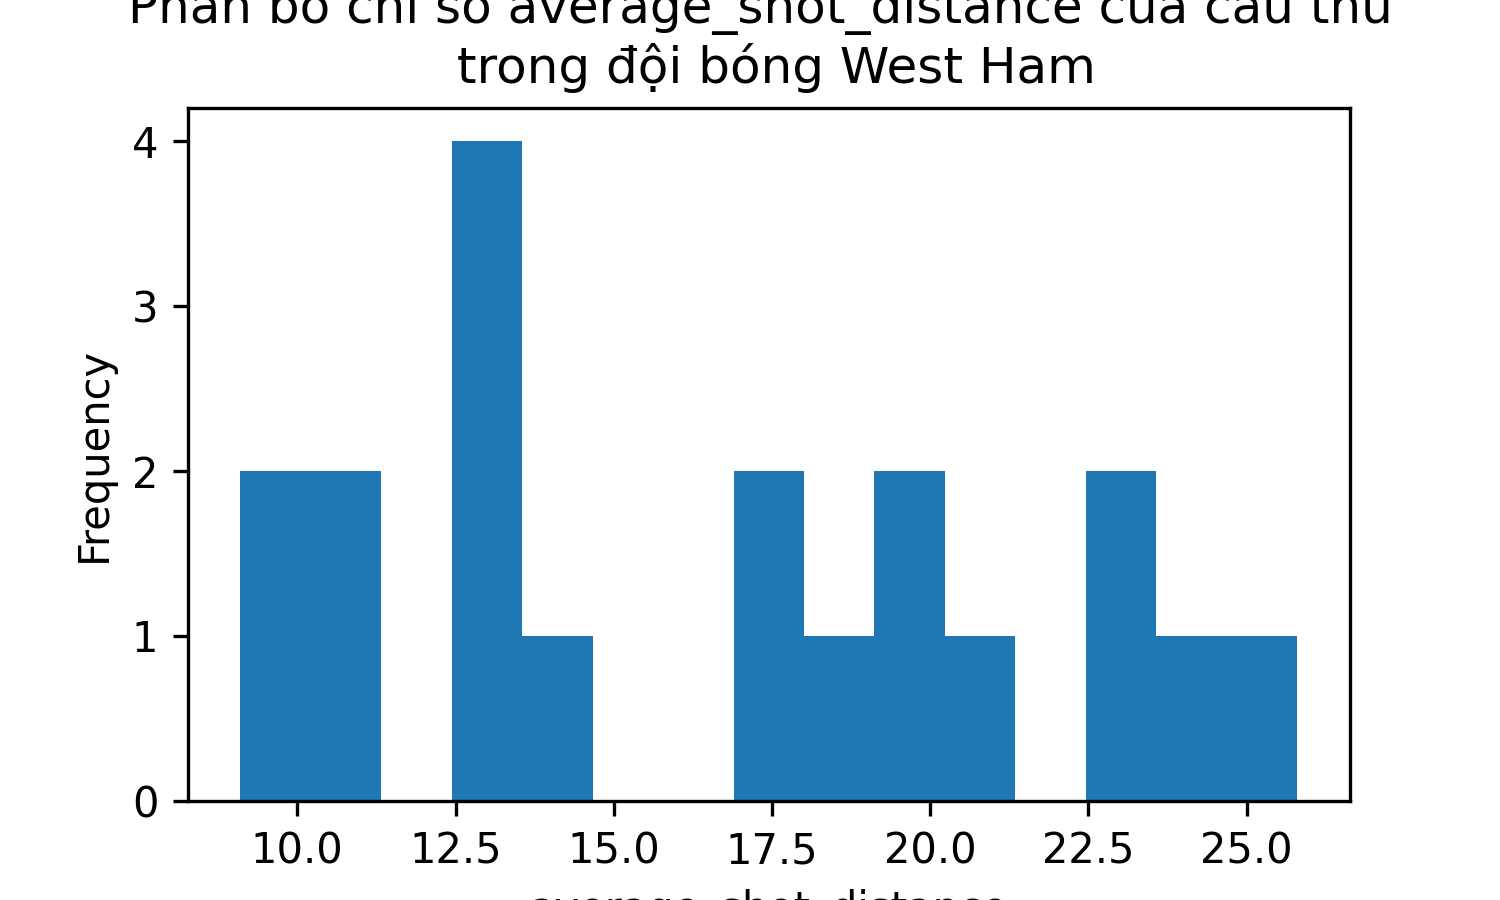 Phân bố chỉ số average_shot_distance của cầu thủ
trong đội bóng West Ham
4
3
2
1
0
Frequency
10.0 12.5 15.0 17.5 20.0 22.5 25.0
average_shot_distance